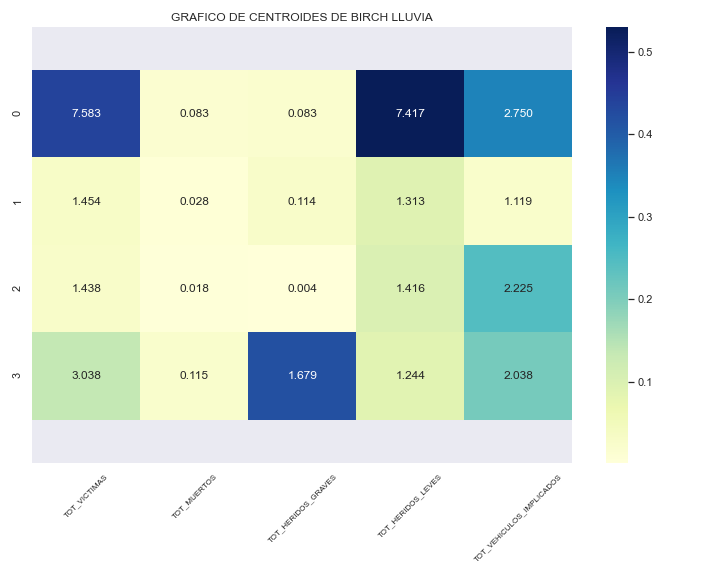 GRAFICO DE CENTROIDES DE BIRCH LLUVIA
0 7.583 0.083 0.083 7.417 2.750
1 1.454 0.028 0.114 1.313 1.119
2 1.438 0.018 0.004 1.416 2.225
3 3.038 0.115 1.679 1.244 2.038
TOT_VICTIMAS
TOT_MUERTOS
TOT_HERIDOS_GRAVES
TOT_HERIDOS_LEVES
TOT_VEHICULOS_IMPLICADOS
0.5
0.4
0.3
0.2
0.1